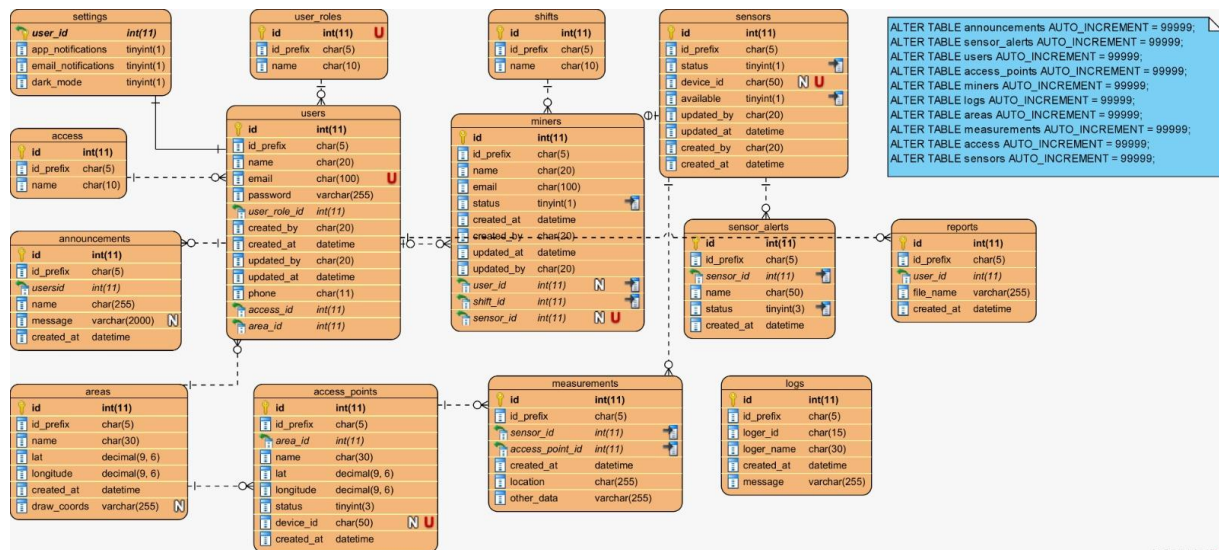 settings
user_id int(11)
app_notifications tinyint(1)
email_notifications tinyint(1)
dark_mode tinyint(1)
user_roles
id int(11) U
id_prefix char(5)
name char(10)
shifts
id int(11)
id_prefix char(5)
name char(10)
sensors
id int(11)
id_prefix char(5)
status tinyint(1)
device_id char(50) N U
available tinyint(1)
updated_by char(20)
updated_at datetime
created_by char(20)
created_at datetime
ALTER TABLE announcements AUTO_INCREMENT = 99999;
ALTER TABLE sensor_alerts AUTO_INCREMENT = 99999;
ALTER TABLE users AUTO_INCREMENT = 99999;
ALTER TABLE access_points AUTO_INCREMENT = 99999;
ALTER TABLE miners AUTO_INCREMENT = 99999;
ALTER TABLE logs AUTO_INCREMENT = 99999;
ALTER TABLE areas AUTO_INCREMENT = 99999;
ALTER TABLE measurements AUTO_INCREMENT = 99999;
ALTER TABLE access AUTO_INCREMENT = 99999;
ALTER TABLE sensors AUTO_INCREMENT = 99999;
access
id int(11)
id_prefix char(5)
name char(10)
users
id int(11)
id_prefix char(5)
name char(20)
email char(100) U
password varchar(255)
user_role_id int(11)
created_by char(20)
created_at datetime
updated_by char(20)
updated_at datetime
phone char(11)
access_id int(11)
area_id int(11)
miners
id int(11)
id_prefix char(5)
name char(20)
email char(100)
status tinyint(1)
created_at datetime
created_by char(20)
updated_at datetime
updated_by char(20)
user_id int(11) N
shift_id int(11)
sensor_id int(11) N U
announcements
id int(11)
id_prefix char(5)
usersid int(11)
name char(255)
message varchar(2000) N
created_at datetime
sensor_alerts
id int(11)
id_prefix char(5)
sensor_id int(11)
name char(50)
status tinyint(3)
created_at datetime
reports
id int(11)
id_prefix char(5)
user_id int(11)
file_name varchar(255)
created_at datetime
areas
id int(11)
id_prefix char(5)
name char(30)
lat decimal(9, 6)
longitude decimal(9, 6)
created_at datetime
draw_coords varchar(255) N
access_points
id int(11)
id_prefix char(5)
area_id int(11)
name char(30)
lat decimal(9, 6)
longitude decimal(9, 6)
status tinyint(3)
device_id char(50) N U
created_at datetime
measurements
id int(11)
id_prefix char(5)
sensor_id int(11)
access_point_id int(11)
created_at datetime
location char(255)
other_data varchar(255)
logs
id int(11)
id_prefix char(5)
loger_id char(15)
loger_name char(30)
created_at datetime
message varchar(255)